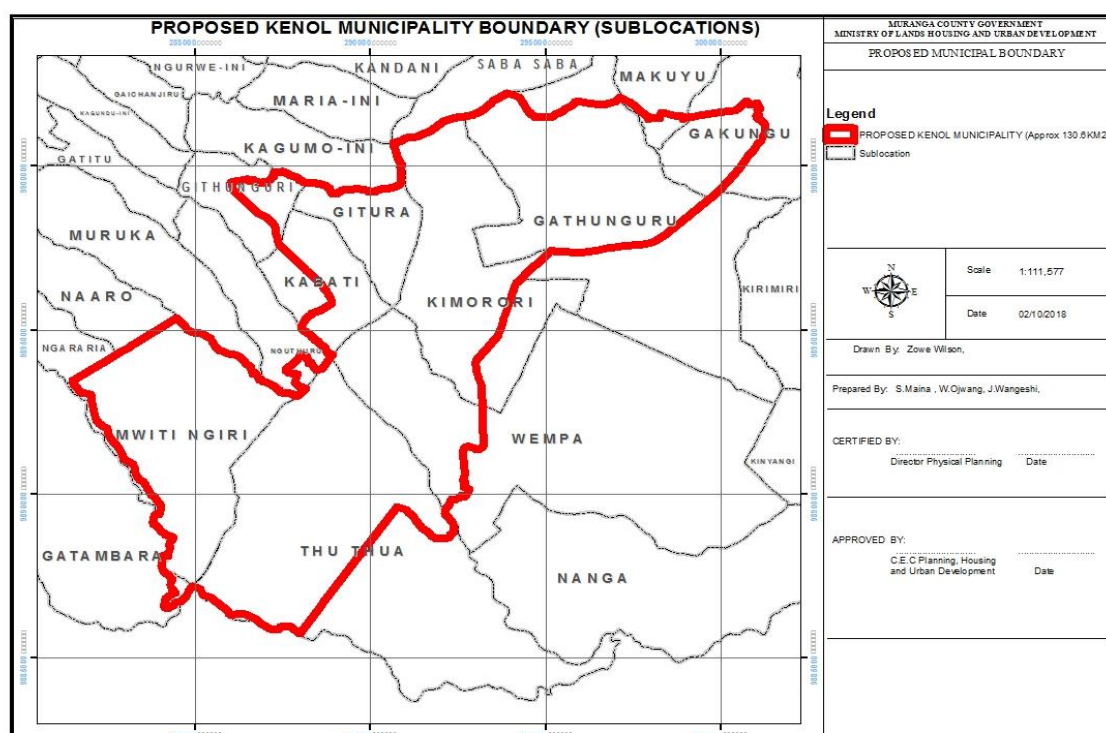 PROPOSED KENOL MUNICIPALITY BOUNDARY (SUBLOCATIONS)
290000
NGURWE-INI
KANDANI
SABA SABA
MAKUYU
GAICHANJIRU
MARIA-INI
KAGUNDU-INI
GAKUNGU
KAGUMO-INI
GATITU
GITHUNGURI
GITURA
GATHUNGURU
MURUKA
KABATI
KIMORORI
KIRIMIRI
NAARO
NGARARIA
NGUTHURU
MWITI NGIRI
WEMPA
KINYANGI
GATAMBARA
THU THUA
NANGA
MURANGA COUNTY GOVERNMENT
MINISTRY OF LANDS HOUSING AND URBAN DEVELOPMENT
PROPOSED MUNICIPAL BOUNDARY
Legend
PROPOSED KENOL MUNICIPALITY (Approx 130.6KM2
Sublocation
N
W E
S
Scale 1:111,577
Date 02/10/2018
Drawn By: Zowe Wilson,
Prepared By: S.Maina , W.Ojwang, J.Wangeshi,
CERTIFIED BY:
Director Physical Planning Date
APPROVED BY:
C.E.C Planning, Housing
and Urban Development Date